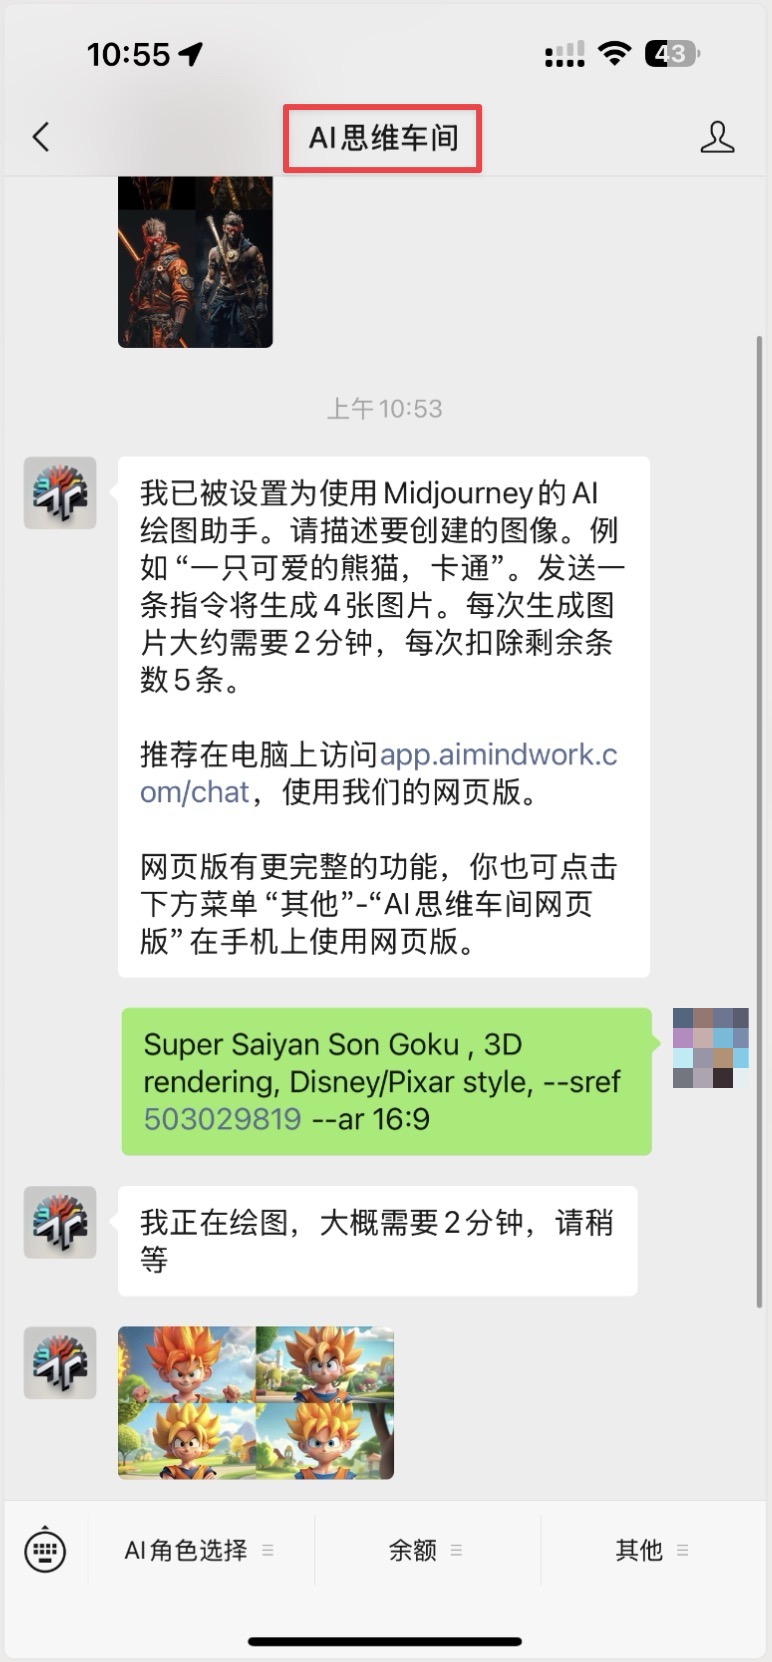 10:55
43
AI思维车间
上午10:53
我已被设置为使用Midjourney的AI
绘图助手。请描述要创建的图像。例
如“一只可爱的熊猫，卡通”。发送一
条指令将生成4张图片。每次生成图
片大约需要2分钟，每次扣除剩余条
数5条。
推荐在电脑上访问app.aimindwork.c
om/chat，使用我们的网页版。
网页版有更完整的功能，你也可点击
下方菜单“其他”-“AI思维车间网页
版”在手机上使用网页版。
Super Saiyan Son Goku , 3D
rendering, Disney/Pixar style, --sref
503029819 --ar 16:9
我正在绘图，大概需要2分钟，请稍
等
AI角色选择
余额
其他